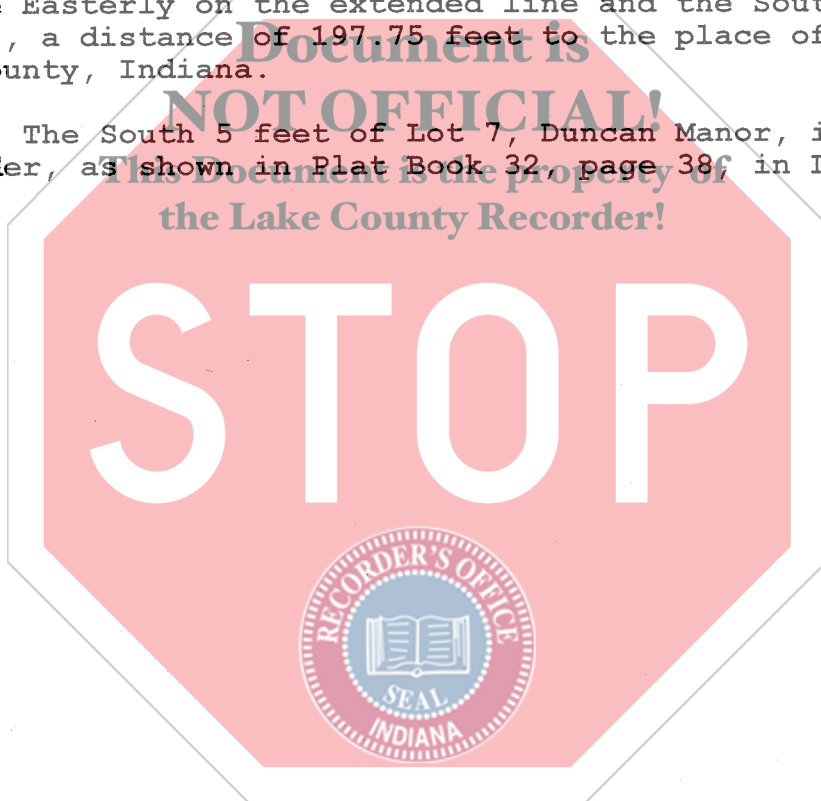 Easterly on the extended line and the Sout
, a distance of 197.75 feet to the place of
unty, Indiana.
Document is
NOT OFFICIAL!
The South 5 feet of Lot 7, Duncan Manor, i
er, as shown in Plat Book 32, page 38, in
This Document is the property of
the Lake County Recorder!
STOP
RECORDER'S OFFICE
SEAL
INDIANA